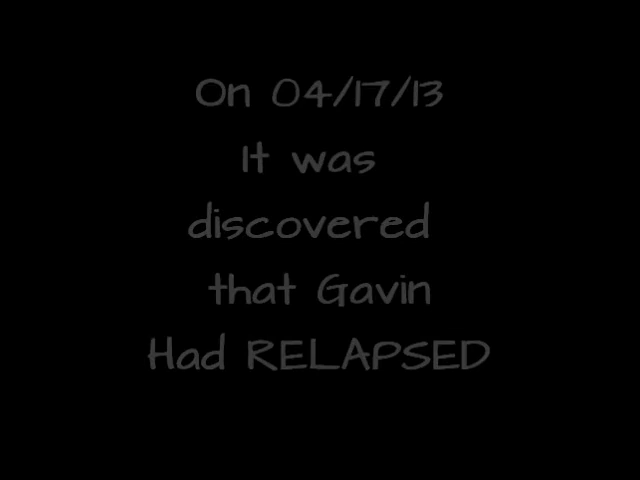 On 04/17/13
It was
discovered
that Gavin
Had RELAPSED